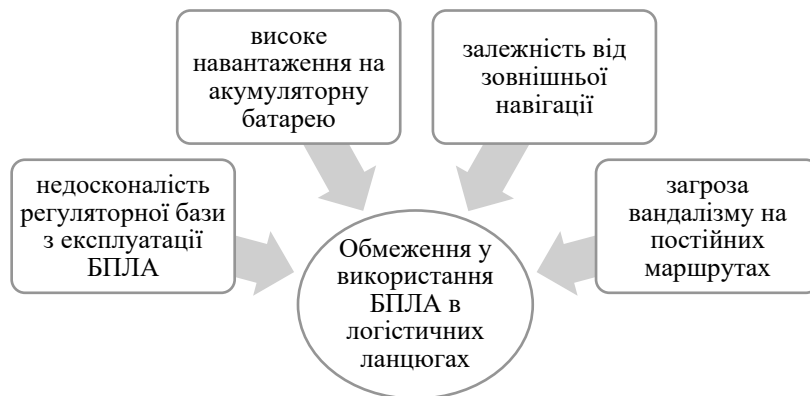 високе
навантаження на
акумуляторну
батарею
залежність від
зовнішньої
навігації
недосконалість
регуляторної бази
з експлуатації
БПЛА
загроза
вандалізму на
постійних
маршрутах
Обмеження у
використання
БПЛА в
логістичних
ланцюгах